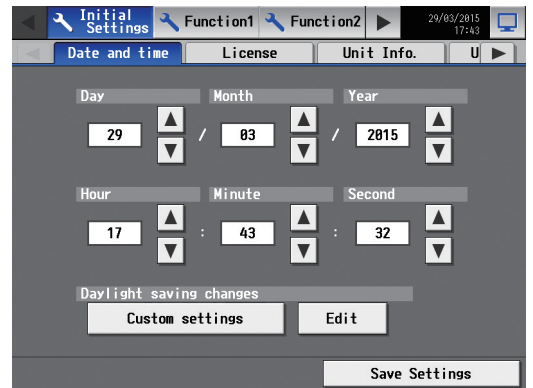 Initial Settings
Function1
Function2
29/03/2015
17:43
Date and time
License
Unit Info.
U
Day
Month
Year
29 / 03 / 2015
Hour
Minute
Second
17 : 43 : 32
Daylight saving changes
Custom settings
Edit
Save Settings